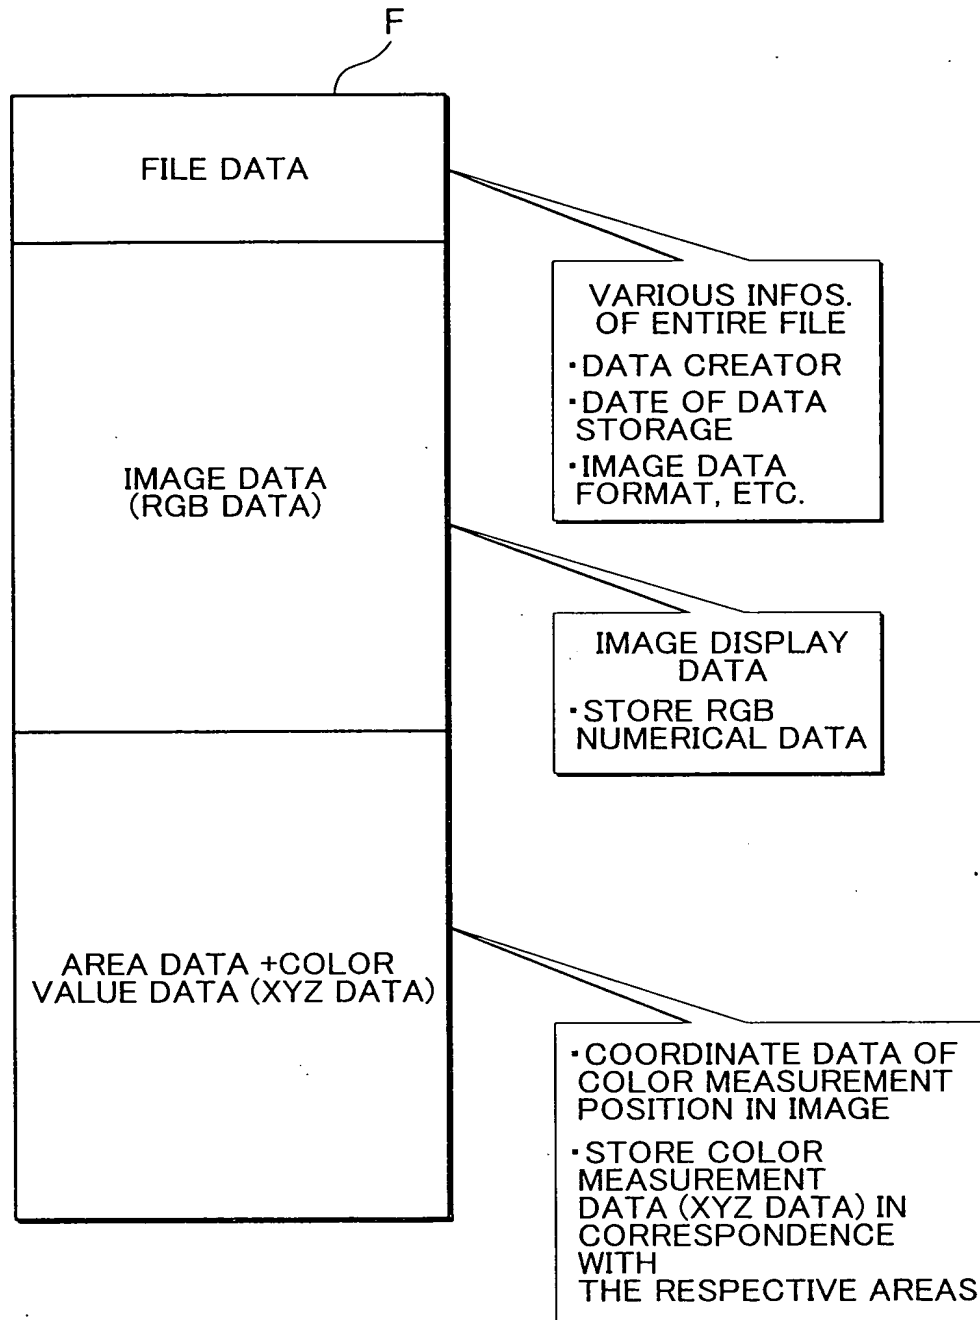 F
FILE DATA
VARIOUS INFOS.
OF ENTIRE FILE
・DATA CREATOR
・DATE OF DATA
STORAGE
・IMAGE DATA
FORMAT, ETC.
IMAGE DATA
(RGB DATA)
IMAGE DISPLAY
DATA
・STORE RGB
NUMERICAL DATA
AREA DATA +COLOR
VALUE DATA (XYZ DATA)
・COORDINATE DATA OF
COLOR MEASUREMENT
POSITION IN IMAGE
・STORE COLOR
MEASUREMENT
DATA (XYZ DATA) IN
CORRESPONDENCE
WITH
THE RESPECTIVE AREAS